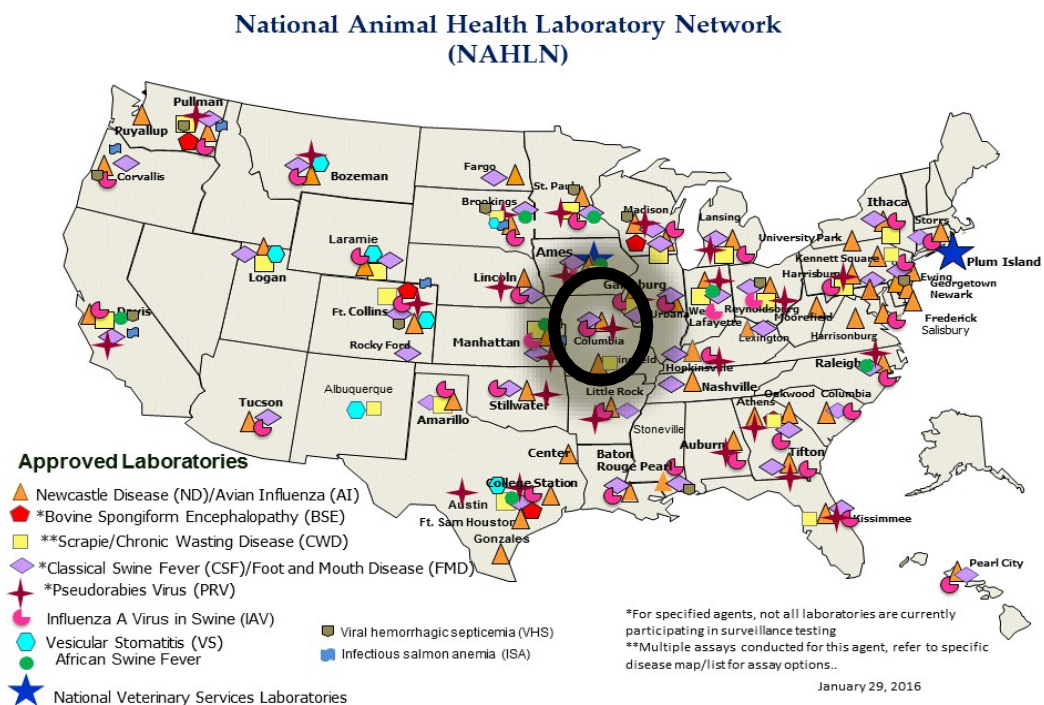 National Animal Health Laboratory Network
(NAHLN)
Pullman
Puyallup
Corvallis
Bozeman
Fargo
St. Paul
Brookings
Madison
Lansing
Ithaca
Storrs
University Park
Plum Island
Laramie
Logan
Ames
Kennett Square
Harrisburg
Ewing
Georgetown
Newark
Lincoln
Urbana
West
Lafayette
Reynoldsburg
Moorefield
Frederick
Salisbury
Davis
Ft. Collins
Columbia
Lexington
Harrisonburg
Rocky Ford
Manhattan
Hopkinsville
Raleigh
Albuquerque
Little Rock
Nashville
Oakwood
Columbia
Athens
Tucson
Amarillo
Stillwater
Stoneville
Auburn
Tifton
Center
Baton
Rouge
Pearl
College Station
Austin
Ft. Sam Houston
Gonzales
Kissimmee
Pearl City
Approved Laboratories
Newcastle Disease (ND)/Avian Influenza (AI)
*Bovine Spongiform Encephalopathy (BSE)
**Scrapie/Chronic Wasting Disease (CWD)
*Classical Swine Fever (CSF)/Foot and Mouth Disease (FMD)
*Pseudorabies Virus (PRV)
Influenza A Virus in Swine (IAV)
Vesicular Stomatitis (VS)
African Swine Fever
National Veterinary Services Laboratories
Viral hemorrhagic septicemia (VHS)
Infectious salmon anemia (ISA)
*For specified agents, not all laboratories are currently
participating in surveillance testing
**Multiple assays conducted for this agent, refer to specific
disease map/list for assay options..
January 29, 2016